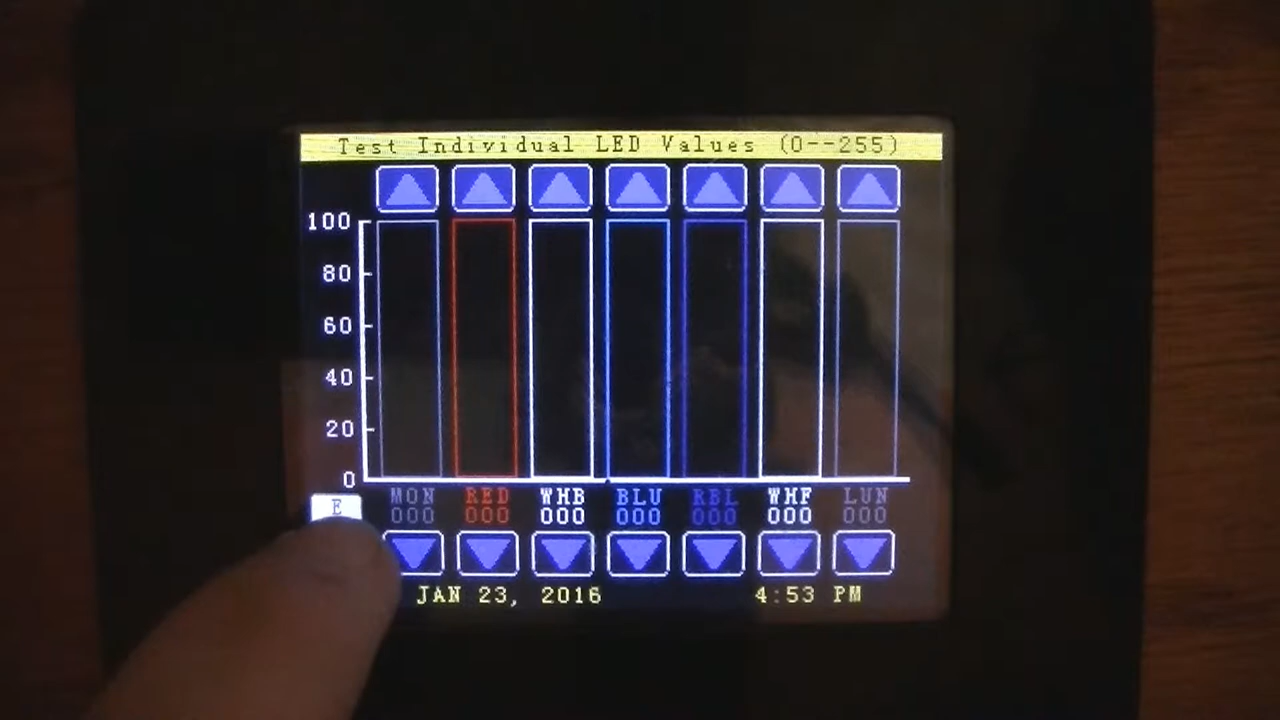 Test Individual LED Values (0--255)
100
80
60
40
20
0
MON RED WHB BLU RBL WHF LUN
000 000 000 000 000 000 000
JAN 23, 2016 4:53 PM